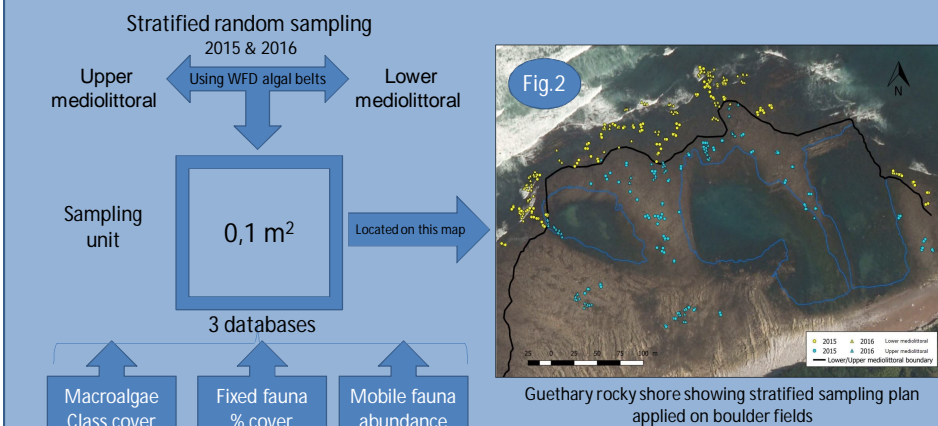 Stratified random sampling
2015 & 2016
Upper
mediolittoral
Using WFD algal belts
Lower
mediolittoral
Sampling
unit
0,1 m²
Located on this map
3 databases
Macroalgae
Class cover
Fixed fauna
% cover
Mobile fauna
abundance
Fig.2
N
25 0 25 50 75 100 m
2015 2016 Lower mediolittoral
2015 2016 Upper mediolittoral
Lower/Upper mediolittoral boundary
Guethary rocky shore showing stratified sampling plan
applied on boulder fields